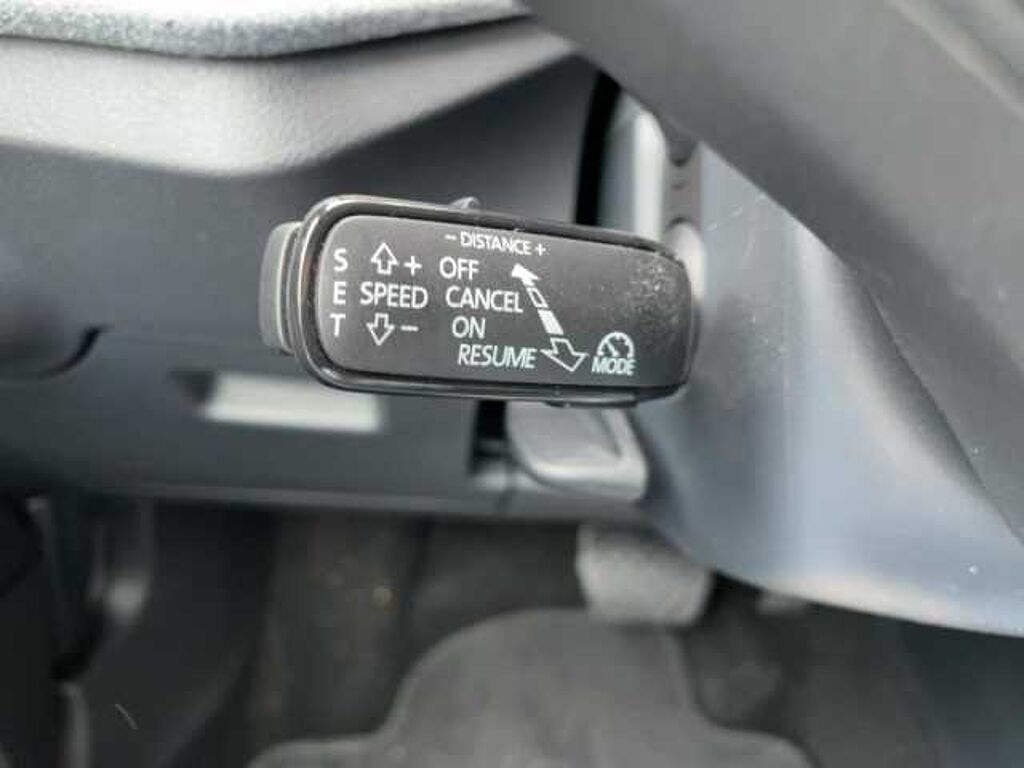 - DISTANCE +
S + OFF
E SPEED CANCEL
T - ON
RESUME MODE